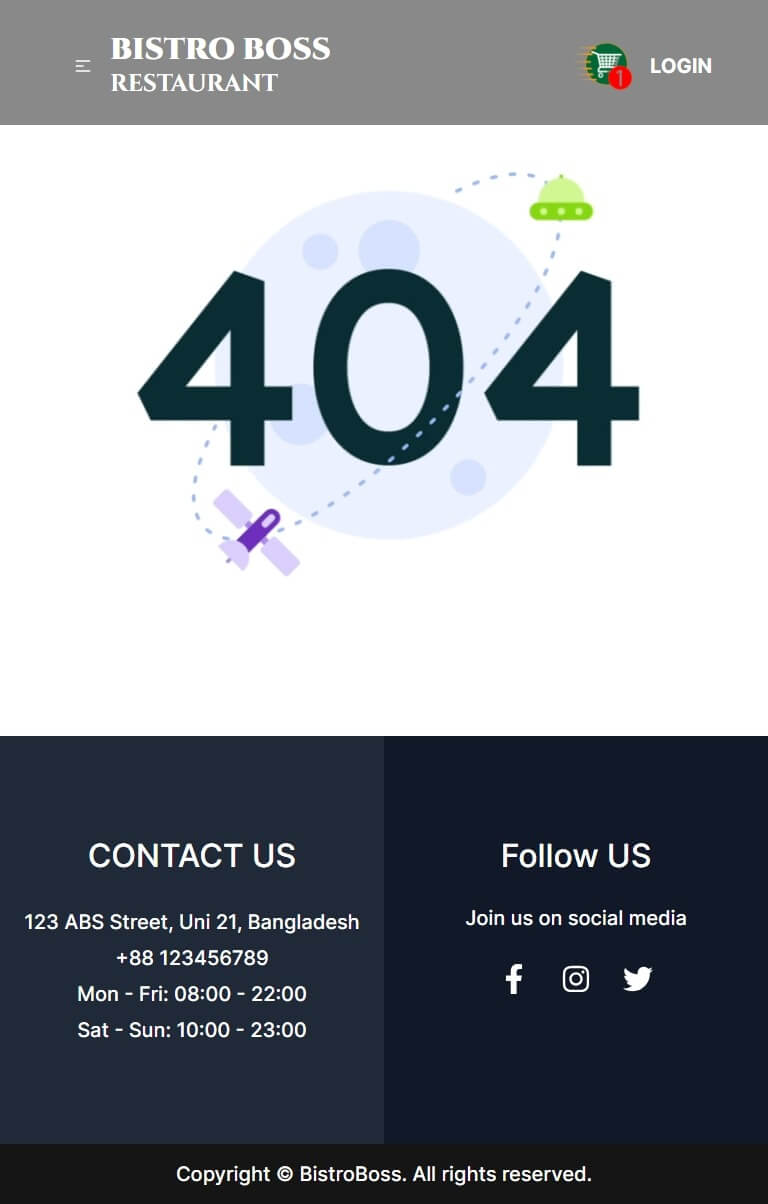 BISTRO BOSS
RESTAURANT
1
LOGIN
404
CONTACT US
123 ABS Street, Uni 21, Bangladesh
+88 123456789
Mon - Fri: 08:00 - 22:00
Sat - Sun: 10:00 - 23:00
Follow US
Join us on social media
Copyright © BistroBoss. All rights reserved.